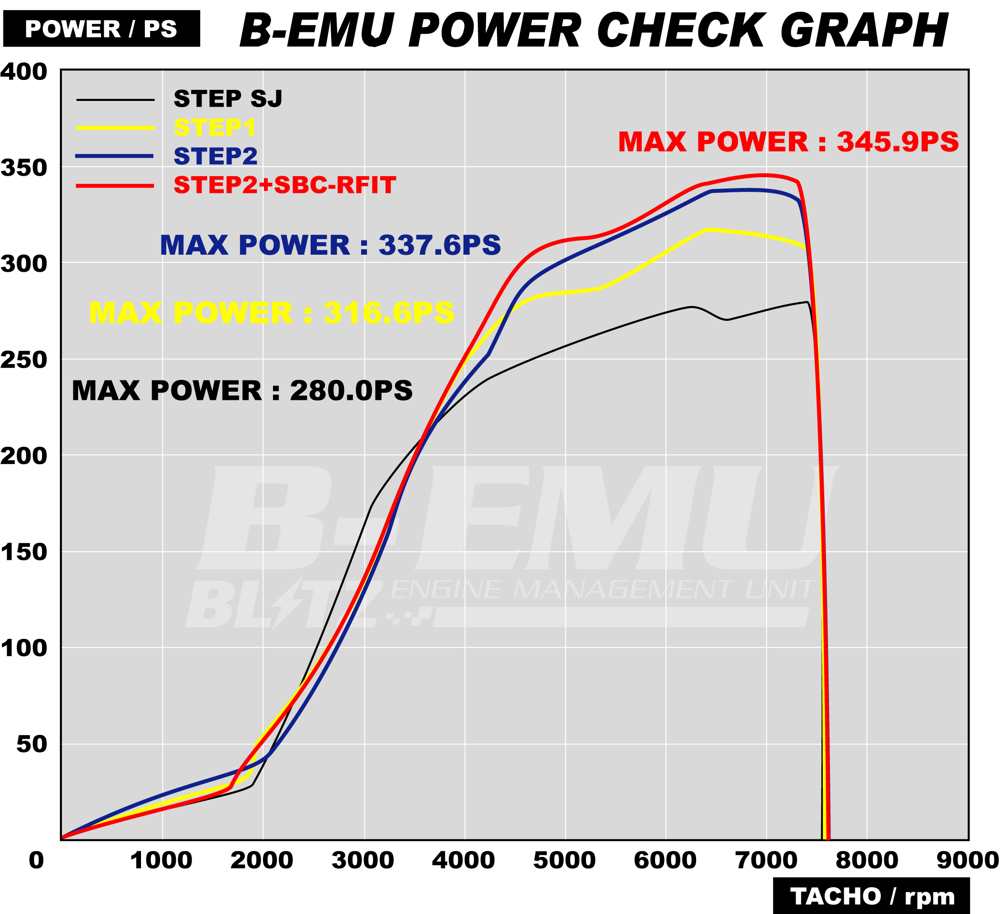 POWER / PS
B-EMU POWER CHECK GRAPH
400
350
300
250
200
150
100
50
STEP SJ
STEP1
STEP2
STEP2+SBC-RFIT
MAX POWER : 345.9PS
MAX POWER : 337.6PS
MAX POWER : 316.6PS
MAX POWER : 280.0PS
B-EMU
BLITZ ENGINE MANAGEMENT UNIT
0 1000 2000 3000 4000 5000 6000 7000 8000 9000
TACHO / rpm